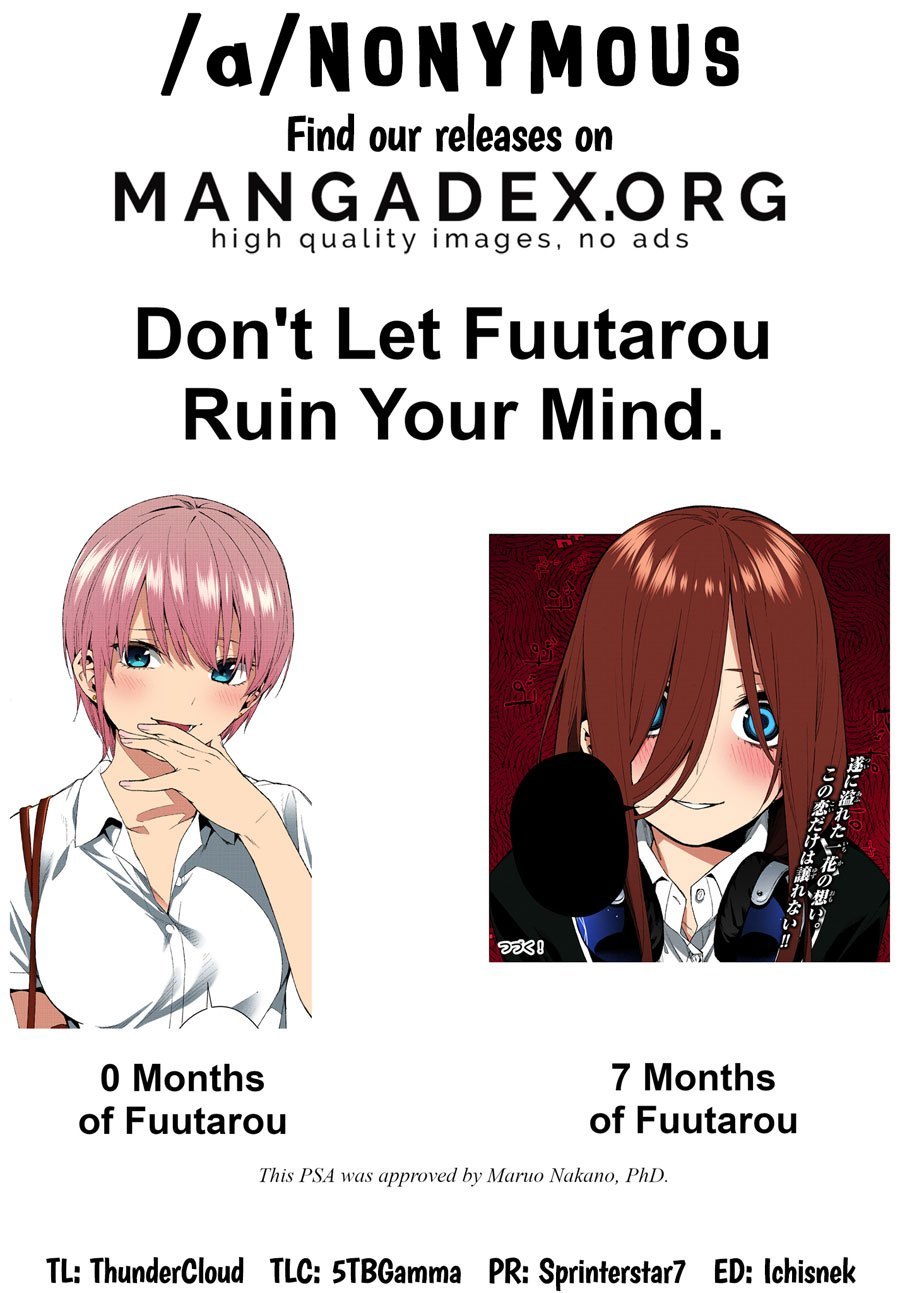 /a/NONYMOUS
Find our releases on
MANGADEX.ORG
high quality images, no ads
Don't Let Fuutarou
Ruin Your Mind.
遂に溢れた一花の想い。
この恋だけは譲れない!!
つづく!
0 Months
of Fuutarou
7 Months
of Fuutarou
This PSA was approved by Maruo Nakano, PhD.
TL: ThunderCloud TLC: 5TBGamma PR: Sprinterstar7 ED: Ichisnek